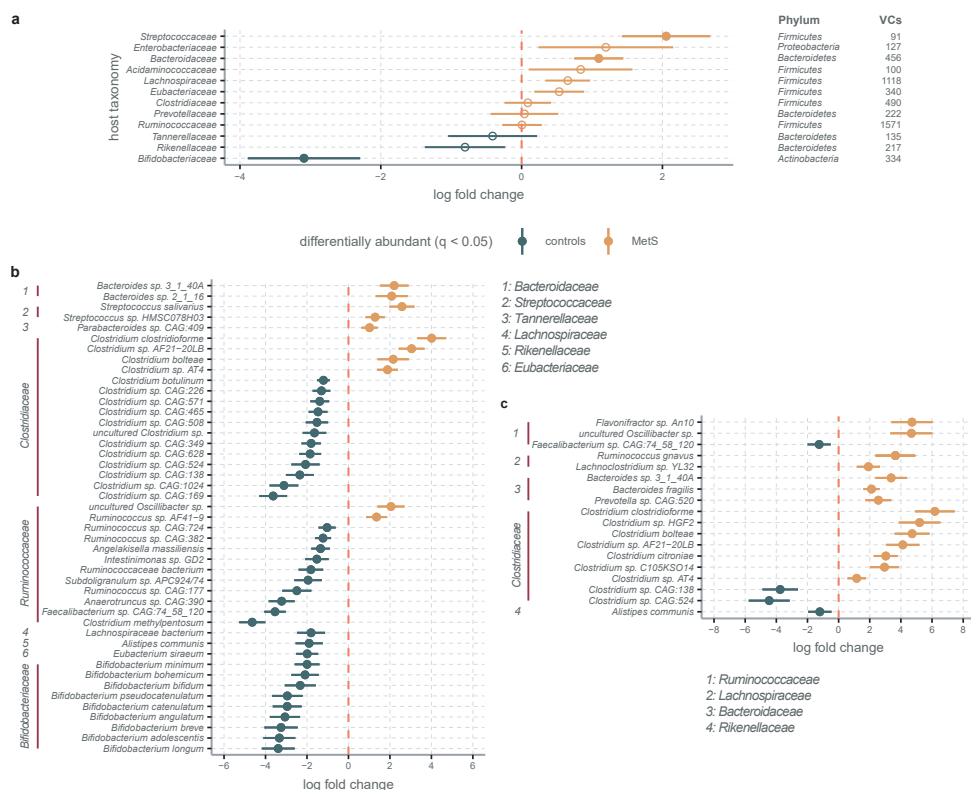 a
Phylum VCs
Streptococcaceae Firmicutes 91
Enterobacteriaceae Proteobacteria 127
Bacteroidaceae Bacteroidetes 456
Acidaminococcaceae Firmicutes 100
Lachnospiraceae Firmicutes 1118
Eubacteriaceae Firmicutes 340
Clostridiaceae Firmicutes 490
Prevotellaceae Bacteroidetes 222
Ruminococcaceae Firmicutes 1571
Tannerellaceae Bacteroidetes 135
Rikenellaceae Bacteroidetes 217
Bifidobacteriaceae Actinobacteria 334
host taxonomy
−4 −2 0 2
log fold change
differentially abundant (q < 0.05) controls MetS
b
1
2
3
Clostridiaceae
Ruminococcaceae
4
5
6
Bifidobacteriaceae
Bacteroides sp. 3_1_40A
Bacteroides sp. 2_1_16
Streptococcus salivarius
Streptococcus sp. HMSC078H03
Parabacteroides sp. CAG:409
Clostridium clostridioforme
Clostridium sp. AF21−20LB
Clostridium bolteae
Clostridium sp. AT4
Clostridium botulinum
Clostridium sp. CAG:226
Clostridium sp. CAG:571
Clostridium sp. CAG:465
Clostridium sp. CAG:508
uncultured Clostridium sp.
Clostridium sp. CAG:349
Clostridium sp. CAG:628
Clostridium sp. CAG:524
Clostridium sp. CAG:138
Clostridium sp. CAG:1024
Clostridium sp. CAG:169
uncultured Oscillibacter sp.
Ruminococcus sp. AF41−9
Ruminococcus sp. CAG:724
Ruminococcus sp. CAG:382
Angelakisella massiliensis
Intestinimonas sp. GD2
Ruminococcaceae bacterium
Subdoligranulum sp. APC924/74
Ruminococcus sp. CAG:177
Anaerotruncus sp. CAG:390
Faecalibacterium sp. CAG:74_58_120
Clostridium methylpentosum
Lachnospiraceae bacterium
Alistipes communis
Eubacterium siraeum
Bifidobacterium minimum
Bifidobacterium bohemicum
Bifidobacterium bifidum
Bifidobacterium pseudocatenulatum
Bifidobacterium catenulatum
Bifidobacterium angulatum
Bifidobacterium breve
Bifidobacterium adolescentis
Bifidobacterium longum
−6 −4 −2 0 2 4 6
log fold change
1: Bacteroidaceae
2: Streptococcaceae
3: Tannerellaceae
4: Lachnospiraceae
5: Rikenellaceae
6: Eubacteriaceae
c
1
2
3
Clostridiaceae
4
Flavonifractor sp. An10
uncultured Oscillibacter sp.
Faecalibacterium sp. CAG:74_58_120
Ruminococcus gnavus
Lachnoclostridium sp. YL32
Bacteroides sp. 3_1_40A
Bacteroides fragilis
Prevotella sp. CAG:520
Clostridium clostridioforme
Clostridium sp. HGF2
Clostridium bolteae
Clostridium sp. AF21−20LB
Clostridium citroniae
Clostridium sp. C105KSO14
Clostridium sp. AT4
Clostridium sp. CAG:138
Clostridium sp. CAG:524
Alistipes communis
−8 −6 −4 −2 0 2 4 6 8
log fold change
1: Ruminococcaceae
2: Lachnospiraceae
3: Bacteroidaceae
4: Rikenellaceae